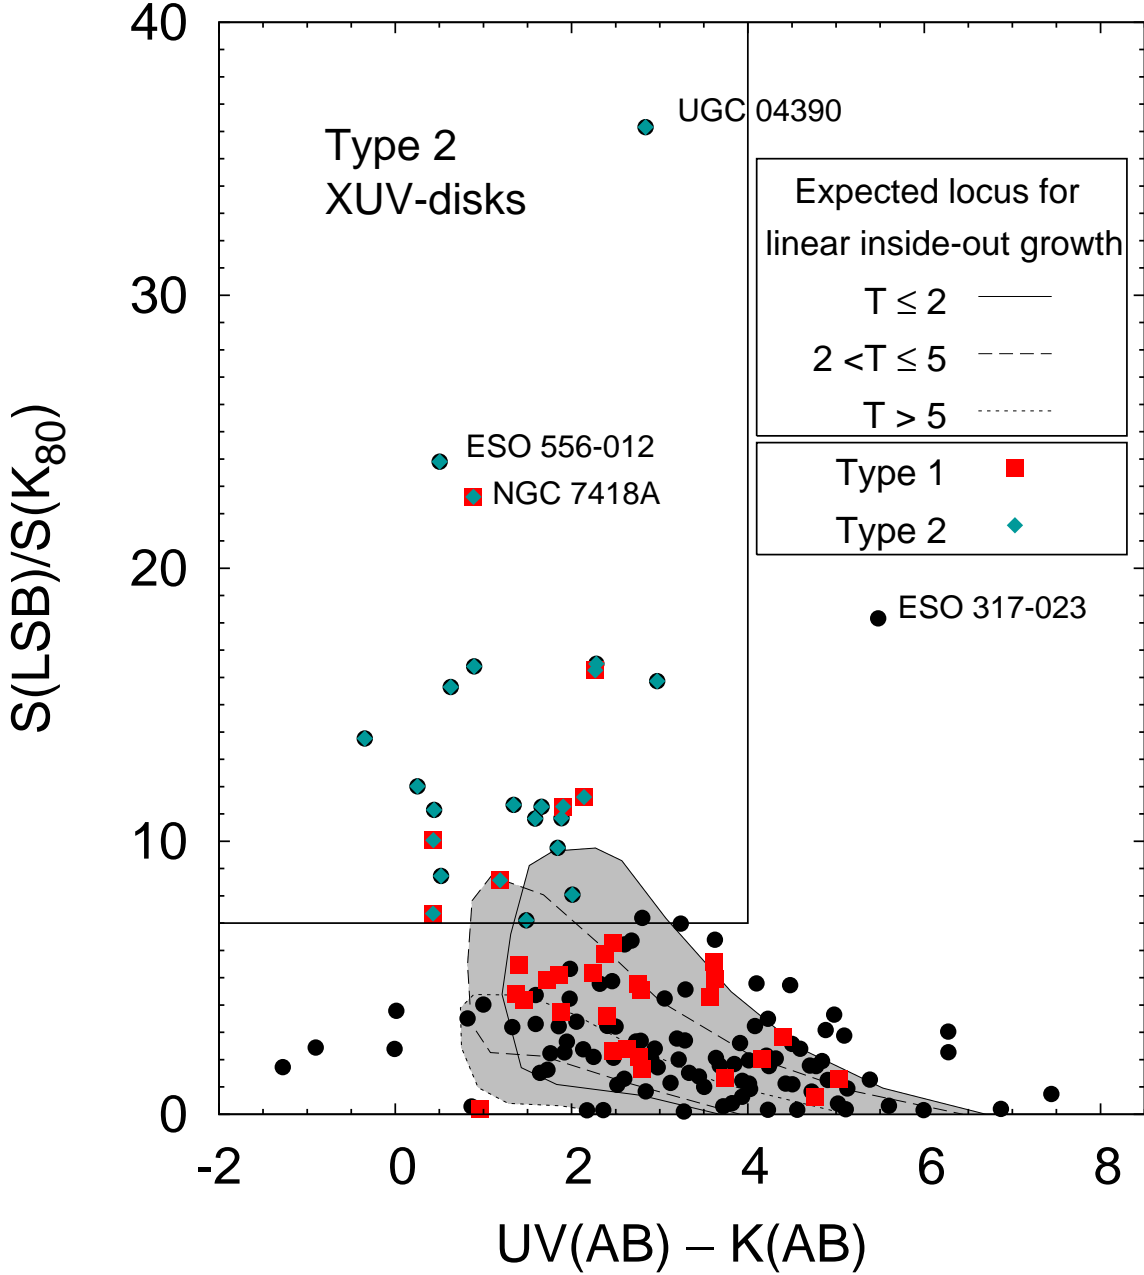 40
UGC 04390
Type 2
XUV-disks
Expected locus for
linear inside-out growth
T ≤ 2
2 <T ≤ 5
T > 5
30
ESO 556-012
NGC 7418A
Type 1
Type 2
20
ESO 317-023
S(LSB)/S(K80)
10
0
-2 0 2 4 6 8
UV(AB) – K(AB)